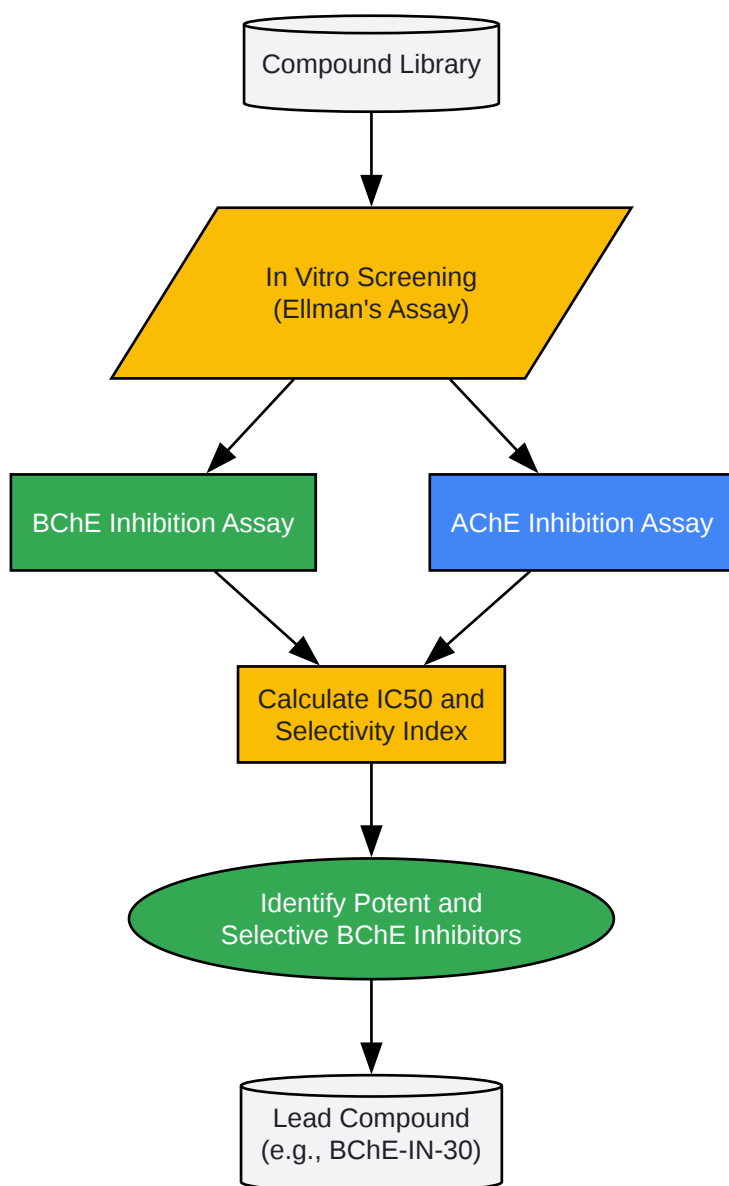 Compound Library
In Vitro Screening
(Ellman's Assay)
BChE Inhibition Assay
AChE Inhibition Assay
Calculate IC50 and
Selectivity Index
Identify Potent and
Selective BChE Inhibitors
Lead Compound
(e.g., BChE-IN-30)